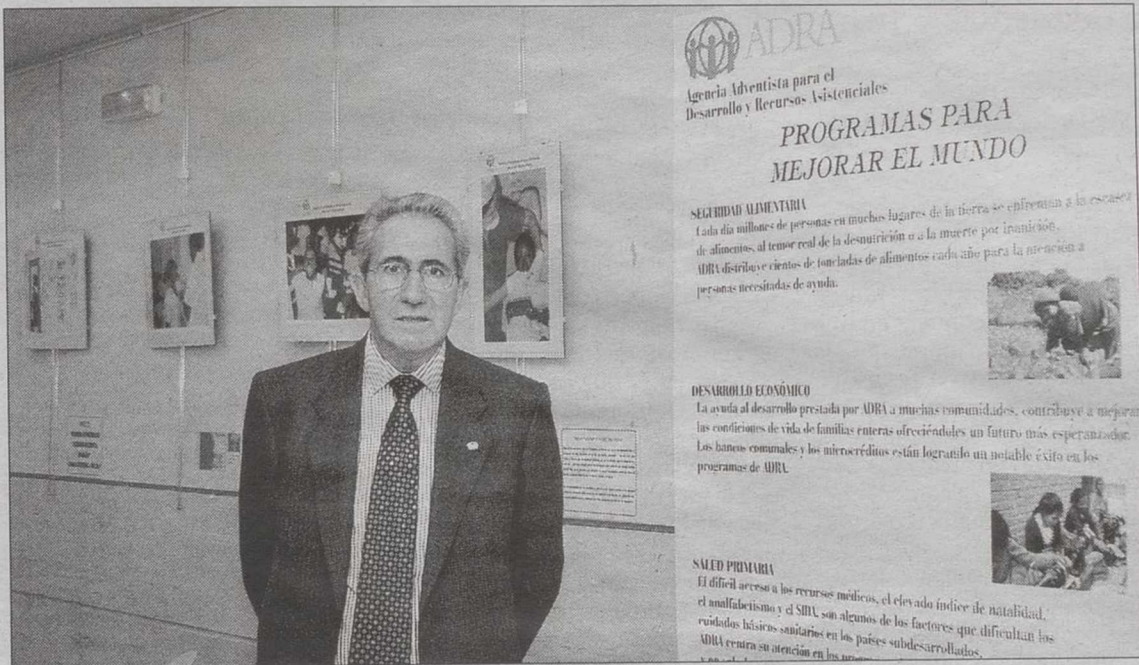 ADRA
Agencia Adventista para el
Desarrollo y Recursos Asistenciales
PROGRAMAS PARA
MEJORAR EL MUNDO
SEGURIDAD ALIMENTARIA
Cada día millones de personas en muchos lugares de la tierra se enfrentan a la escasez
de alimentos, al temor real de la desnutrición o a la muerte por inanición.
ADRA distribuye cientos de toneladas de alimentos cada año para la atención a
personas necesitadas de ayuda.
DESARROLLO ECONÓMICO
La ayuda al desarrollo prestada por ADRA a muchas comunidades, contribuye a mejorar
las condiciones de vida de familias enteras ofreciéndoles un futuro más esperanzador.
Los bancos comunales y los microcréditos están logrando un notable éxito en los
programas de ADRA.
SALUD PRIMARIA
El difícil acceso a los recursos médicos, el elevado índice de natalidad,
el analfabetismo y el SIDA, son algunos de los factores que dificultan los
cuidados básicos sanitarios en los países subdesarrollados.
ADRA centra su atención en los